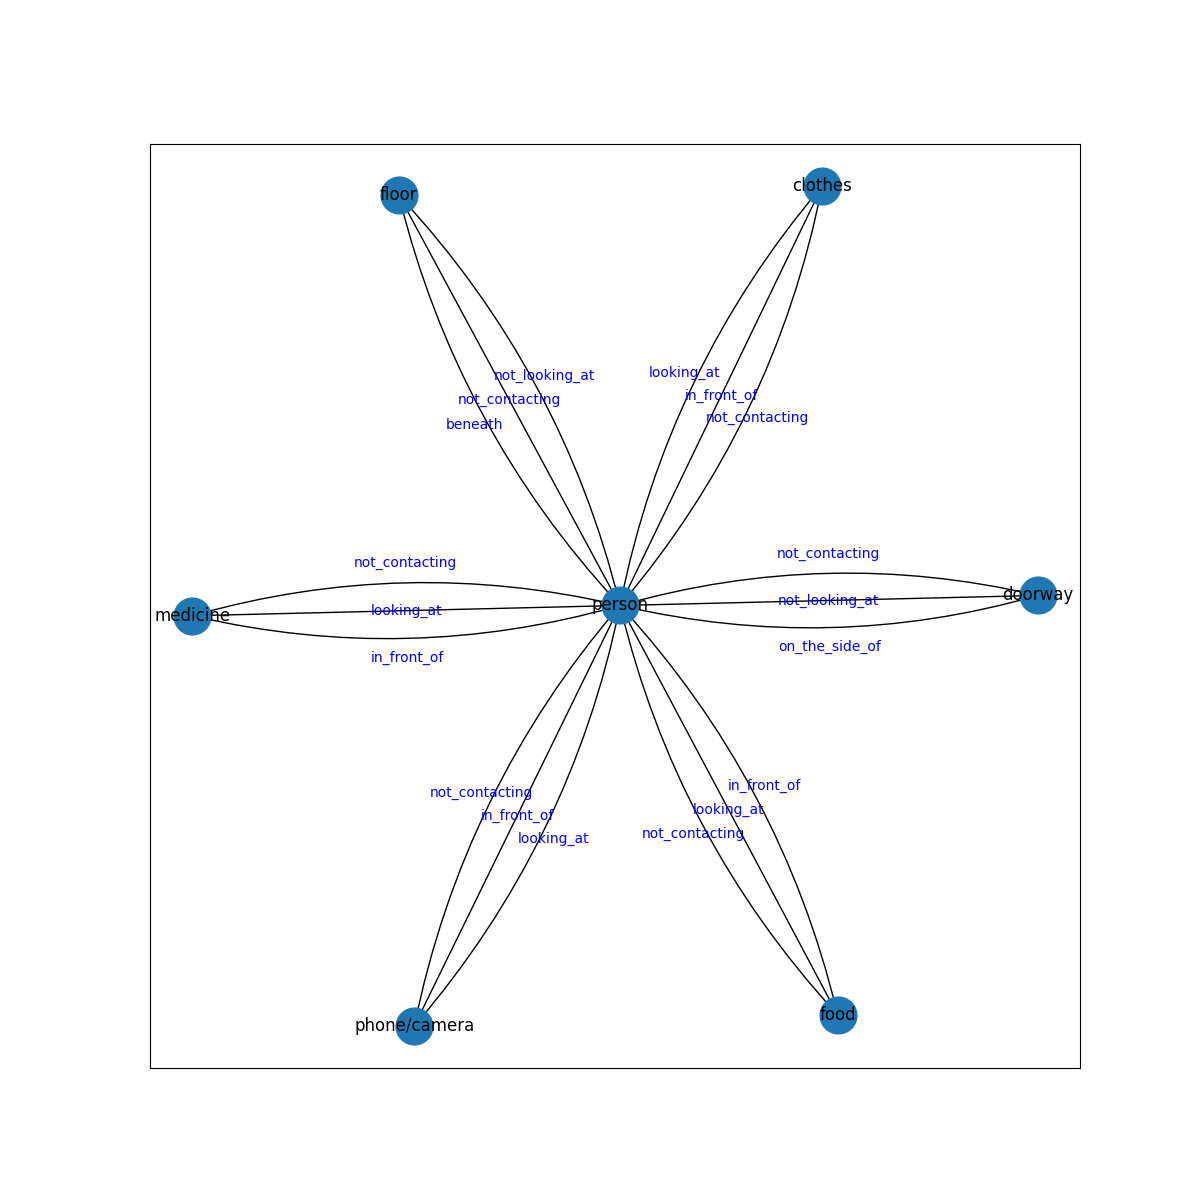 clothes
floor
looking_at
not_looking_at
in_front_of
not_contacting
not_contacting
beneath
not_contacting
not_contacting
doorway
not_looking_at
person
looking_at
medicine
on_the_side_of
in_front_of
in_front_of
not_contacting
looking_at
in_front_of
not_contacting
looking_at
food
phone/camera